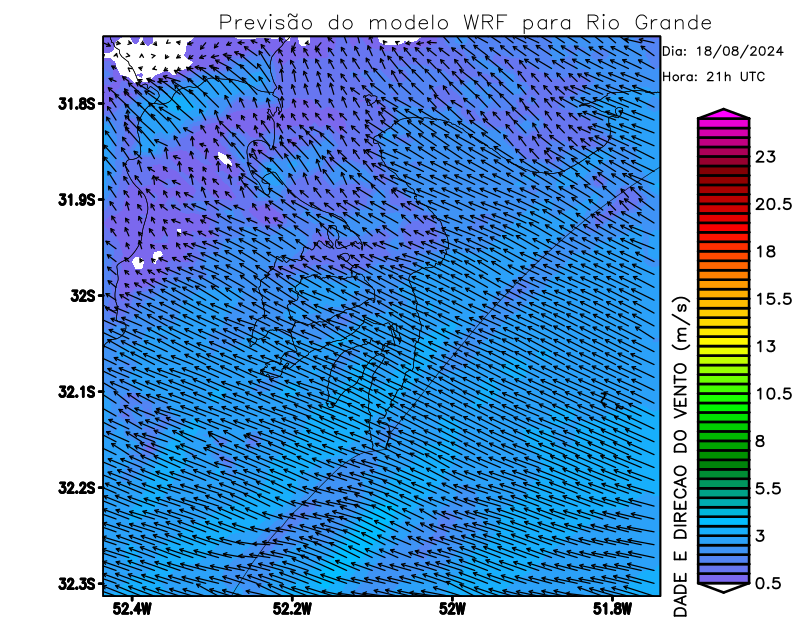 Previsão do modelo WRF para Rio Grande
Dia: 18/08/2024
Hora: 21h UTC
31.8S
31.9S
32S
32.1S
32.2S
32.3S
52.4W
52.2W
52W
51.8W
DADE E DIRECAO DO VENTO (m/s)
23
20.5
18
15.5
13
10.5
8
5.5
3
0.5